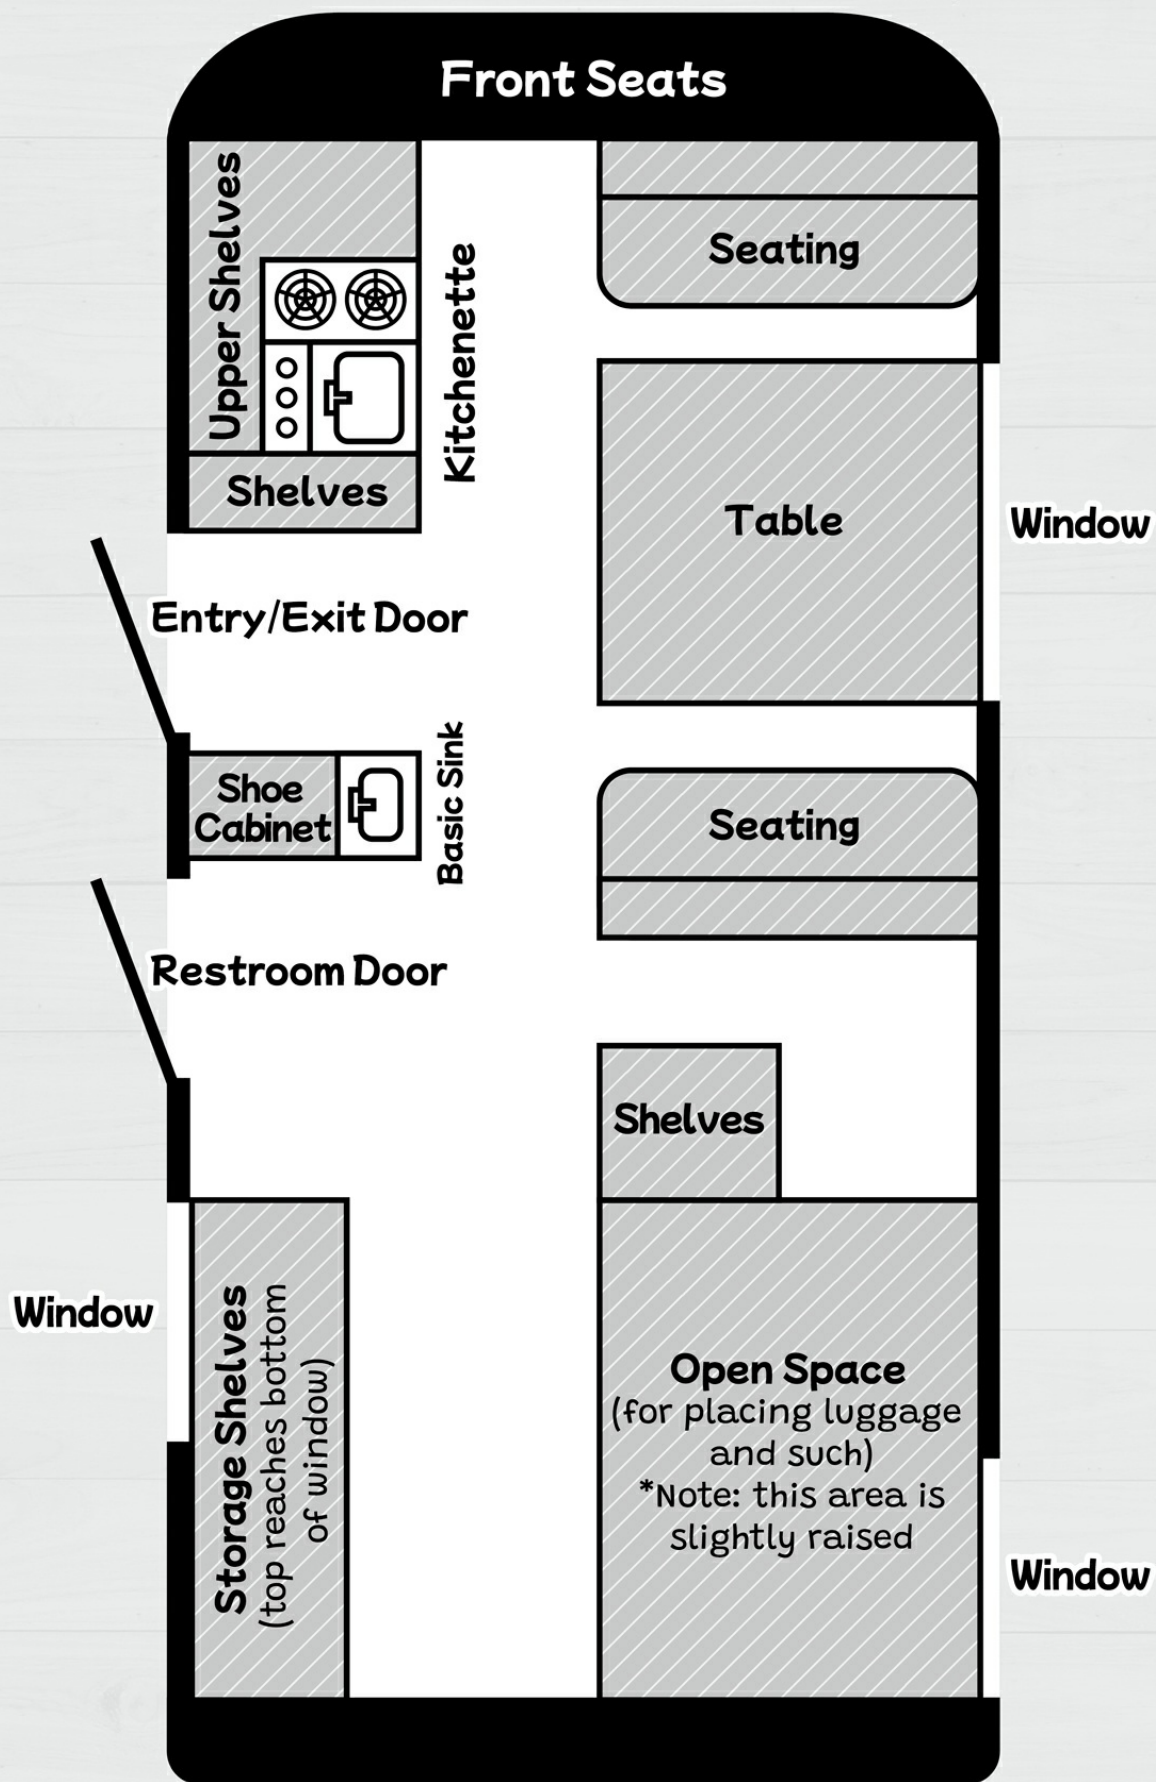 Front Seats
Upper Shelves
Kitchenette
Shelves
Seating
Table
Window
Entry/Exit Door
Shoe
Cabinet
Basic Sink
Seating
Restroom Door
Shelves
Window
Storage Shelves
(top reaches bottom
of window)
Open Space
(for placing luggage
and such)
*Note: this area is
slightly raised
Window